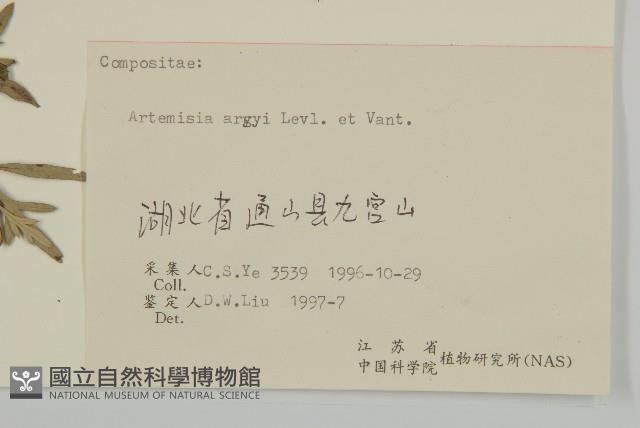 Compositae:
Artemisia argyi Levl. et Vant.
湖北省通山县九宫山
采集人C.S.Ye 3539 1996-10-29
Coll.
鉴定人D.W.Liu 1997-7
Det.
江苏省
中国科学院植物研究所(NAS)
國立自然科學博物館
NATIONAL MUSEUM OF NATURAL SCIENCE